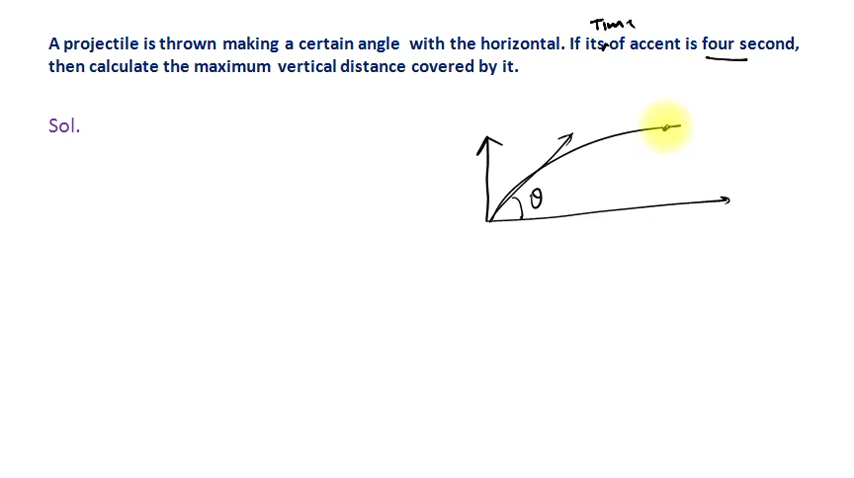 Time
A projectile is thrown making a certain angle with the horizontal. If its of accent is four second,
then calculate the maximum vertical distance covered by it.
Sol.
θ